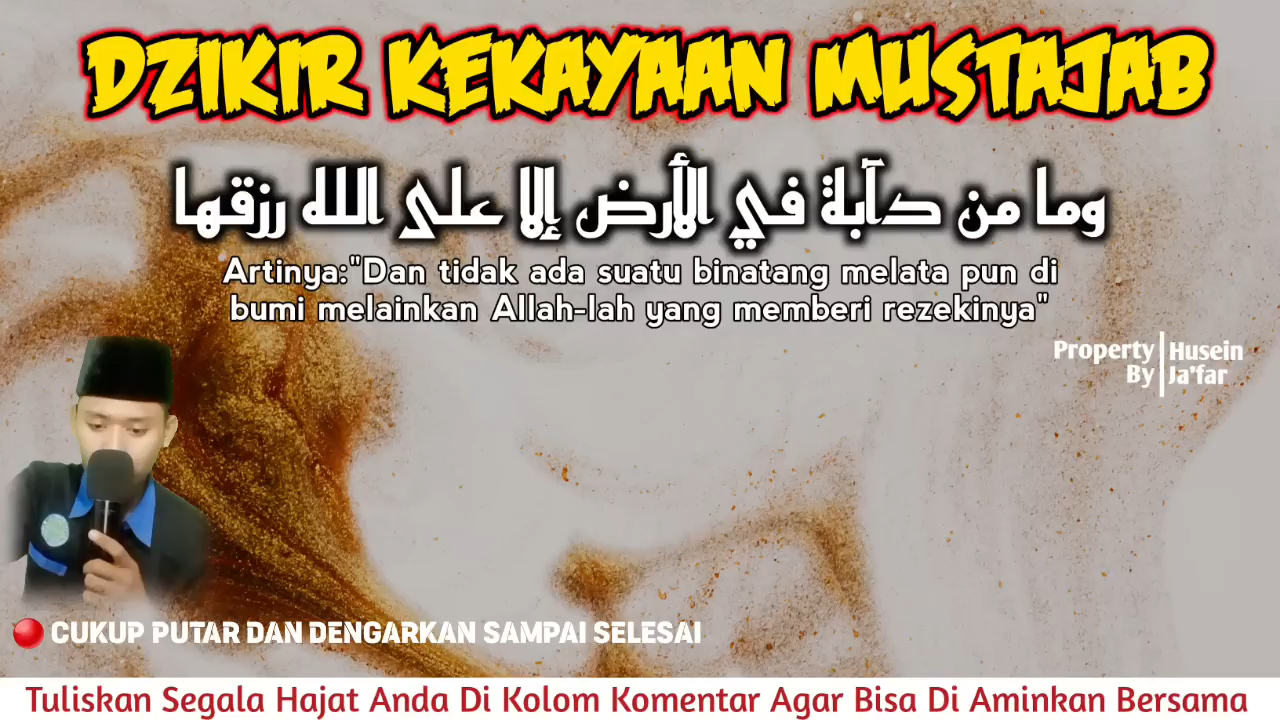 DZIKIR KEKAYAAN MUSTAJAB
وما من دآبة في الأرض إلا على الله رزقها
Artinya:"Dan tidak ada suatu binatang melata pun di
bumi melainkan Allah-lah yang memberi rezekinya"
Property By
Husein Ja'far
CUKUP PUTAR DAN DENGARKAN SAMPAI SELESAI
Tuliskan Segala Hajat Anda Di Kolom Komentar Agar Bisa Di Aminkan Bersama